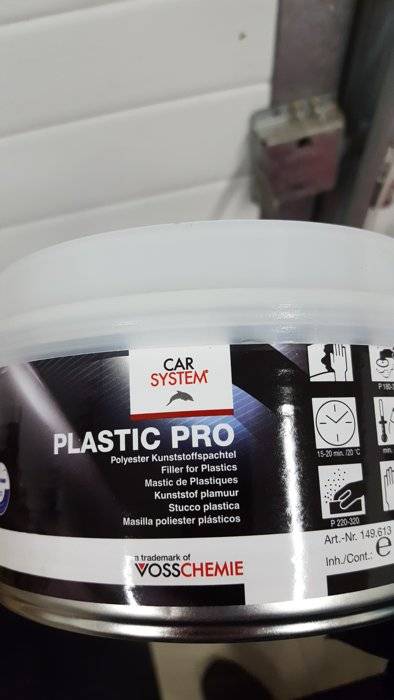 CAR
SYSTEM®
PLASTIC PRO
Polyester Kunststoffspachtel
Filler for Plastics
Mastic de Plastiques
Kunststof plamuur
Stucco plastica
Masilla poliester plásticos
a trademark of
VOSSCHEMIE
15-20 min./20 °C
min.
P 220-320
Art.-Nr. 149.613
Inh./Cont.: e